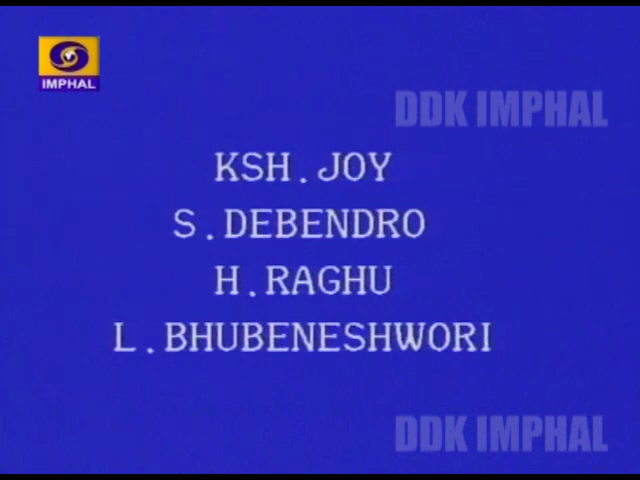 IMPHAL
DDK IMPHAL
KSH.JOY
S.DEBENDRO
H.RAGHU
L.BHUBENESHWORI
DDK IMPHAL